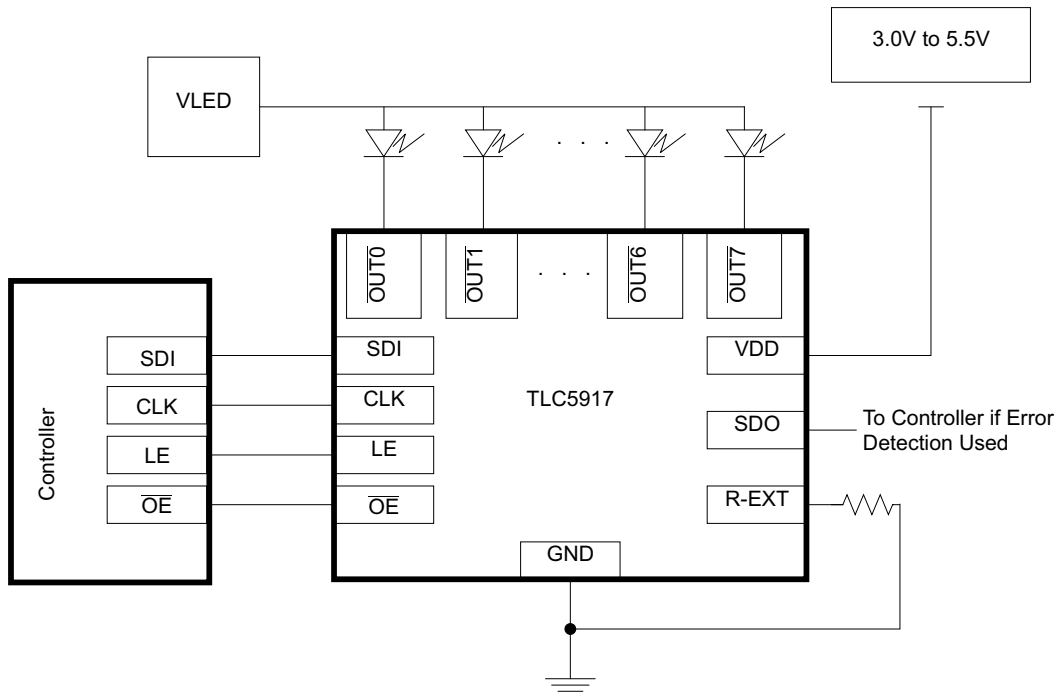 3.0V to 5.5V
VLED
. . .
OUT0
OUT1
. . .
OUT6
OUT7
Controller
SDI
CLK
LE
OE
SDI
CLK
LE
OE
TLC5917
VDD
SDO
R-EXT
To Controller if Error
Detection Used
GND